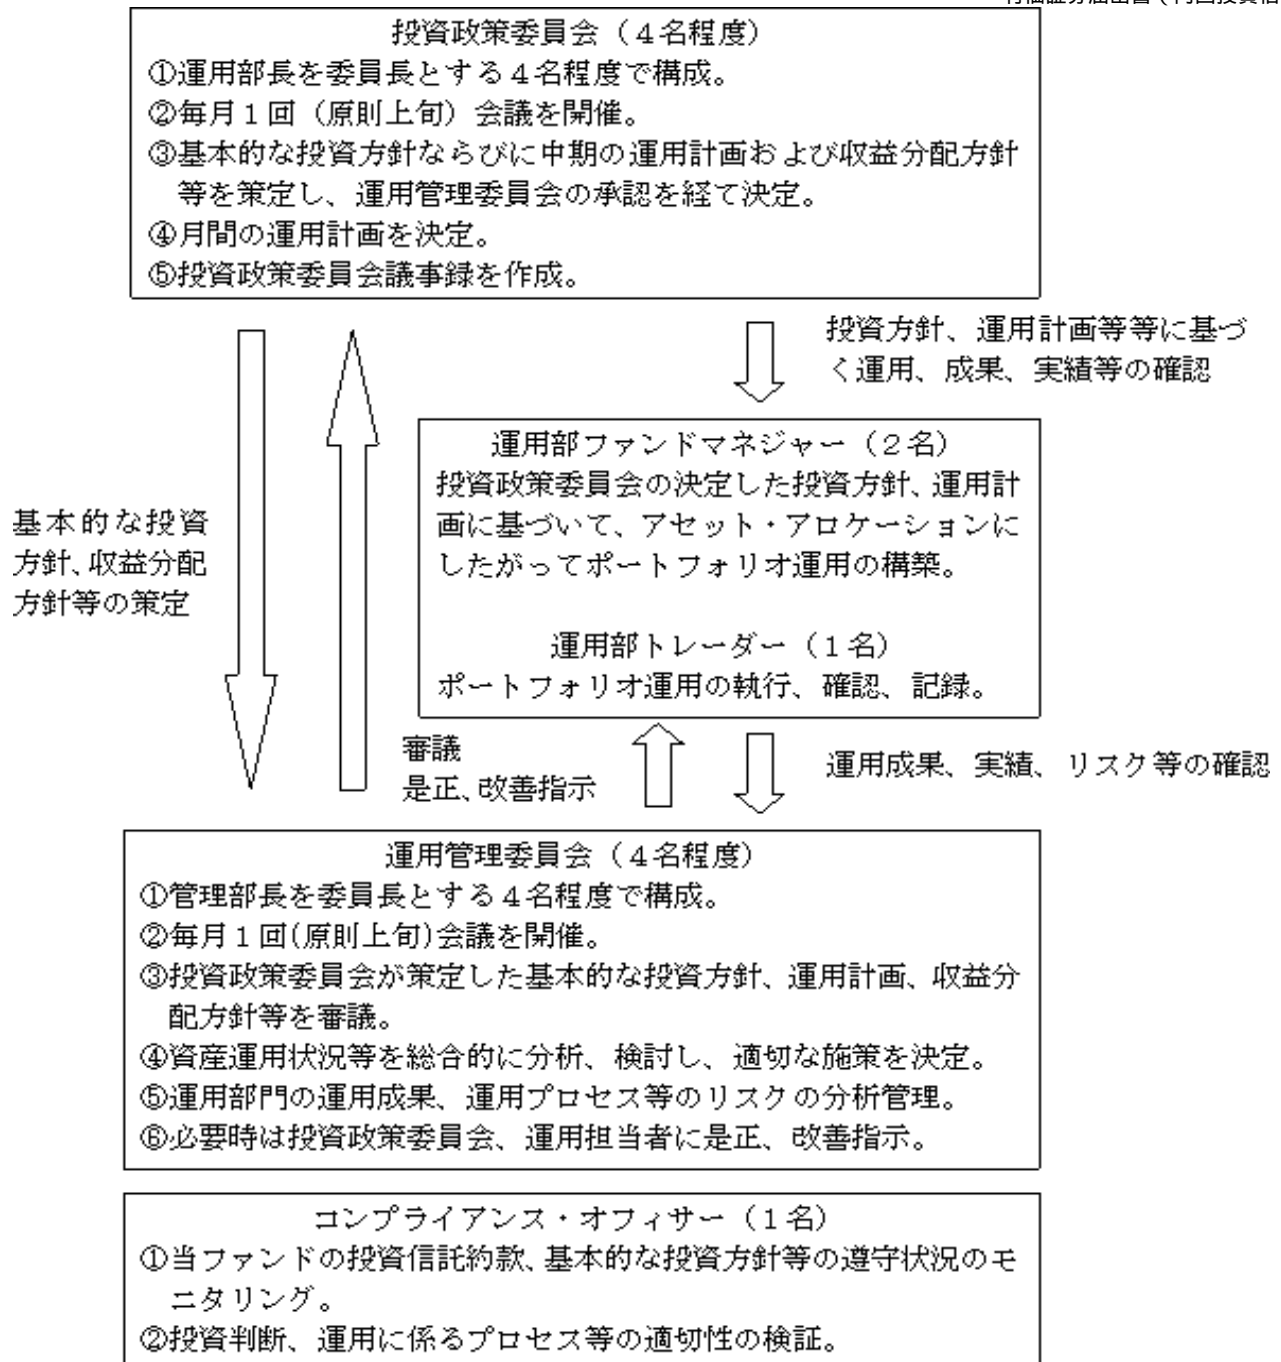 投資政策委員会（４名程度）
①運用部長を委員長とする４名程度で構成。
②毎月１回（原則上旬）会議を開催。
③基本的な投資方針ならびに中期の運用計画および収益分配方針
等を策定し、運用管理委員会の承認を経て決定。
④月間の運用計画を決定。
⑤投資政策委員会議事録を作成。
投資方針、運用計画等等に基づ
く運用、成果、実績等の確認
運用部ファンドマネジャー（２名）
投資政策委員会の決定した投資方針、運用計
画に基づいて、アセット・アロケーションに
したがってポートフォリオ運用の構築。
運用部トレーダー（１名）
ポートフォリオ運用の執行、確認、記録。
基本的な投資
方針、収益分配
方針等の策定
審議
是正、改善指示
運用成果、実績、リスク等の確認
運用管理委員会（４名程度）
①管理部長を委員長とする４名程度で構成。
②毎月１回(原則上旬)会議を開催。
③投資政策委員会が策定した基本的な投資方針、運用計画、収益分
配方針等を審議。
④資産運用状況等を総合的に分析、検討し、適切な施策を決定。
⑤運用部門の運用成果、運用プロセス等のリスクの分析管理。
⑥必要時は投資政策委員会、運用担当者に是正、改善指示。
コンプライアンス・オフィサー（１名）
①当ファンドの投資信託約款、基本的な投資方針等の遵守状況のモ
ニタリング。
②投資判断、運用に係るプロセス等の適切性の検証。